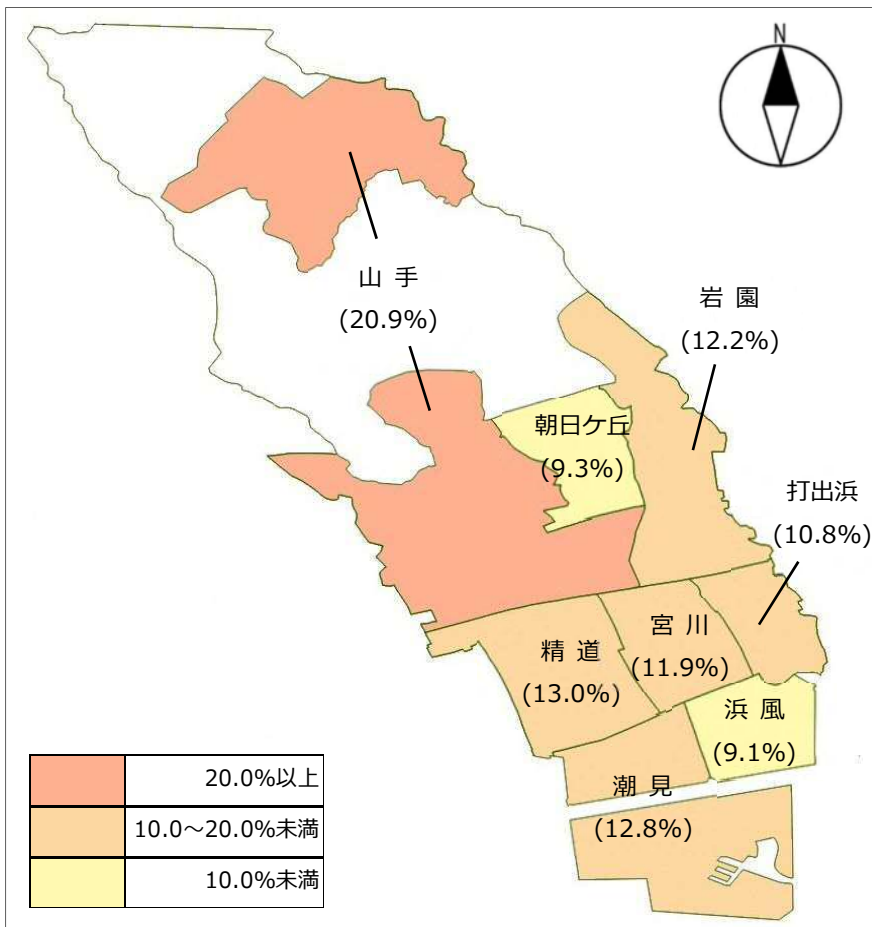 N
山 手
(20.9%)
岩 園
(12.2%)
朝日ケ丘
(9.3%)
打出浜
(10.8%)
宮 川
(11.9%)
精 道
(13.0%)
浜 風
(9.1%)
潮 見
(12.8%)
20.0%以上
10.0～20.0%未満
10.0%未満